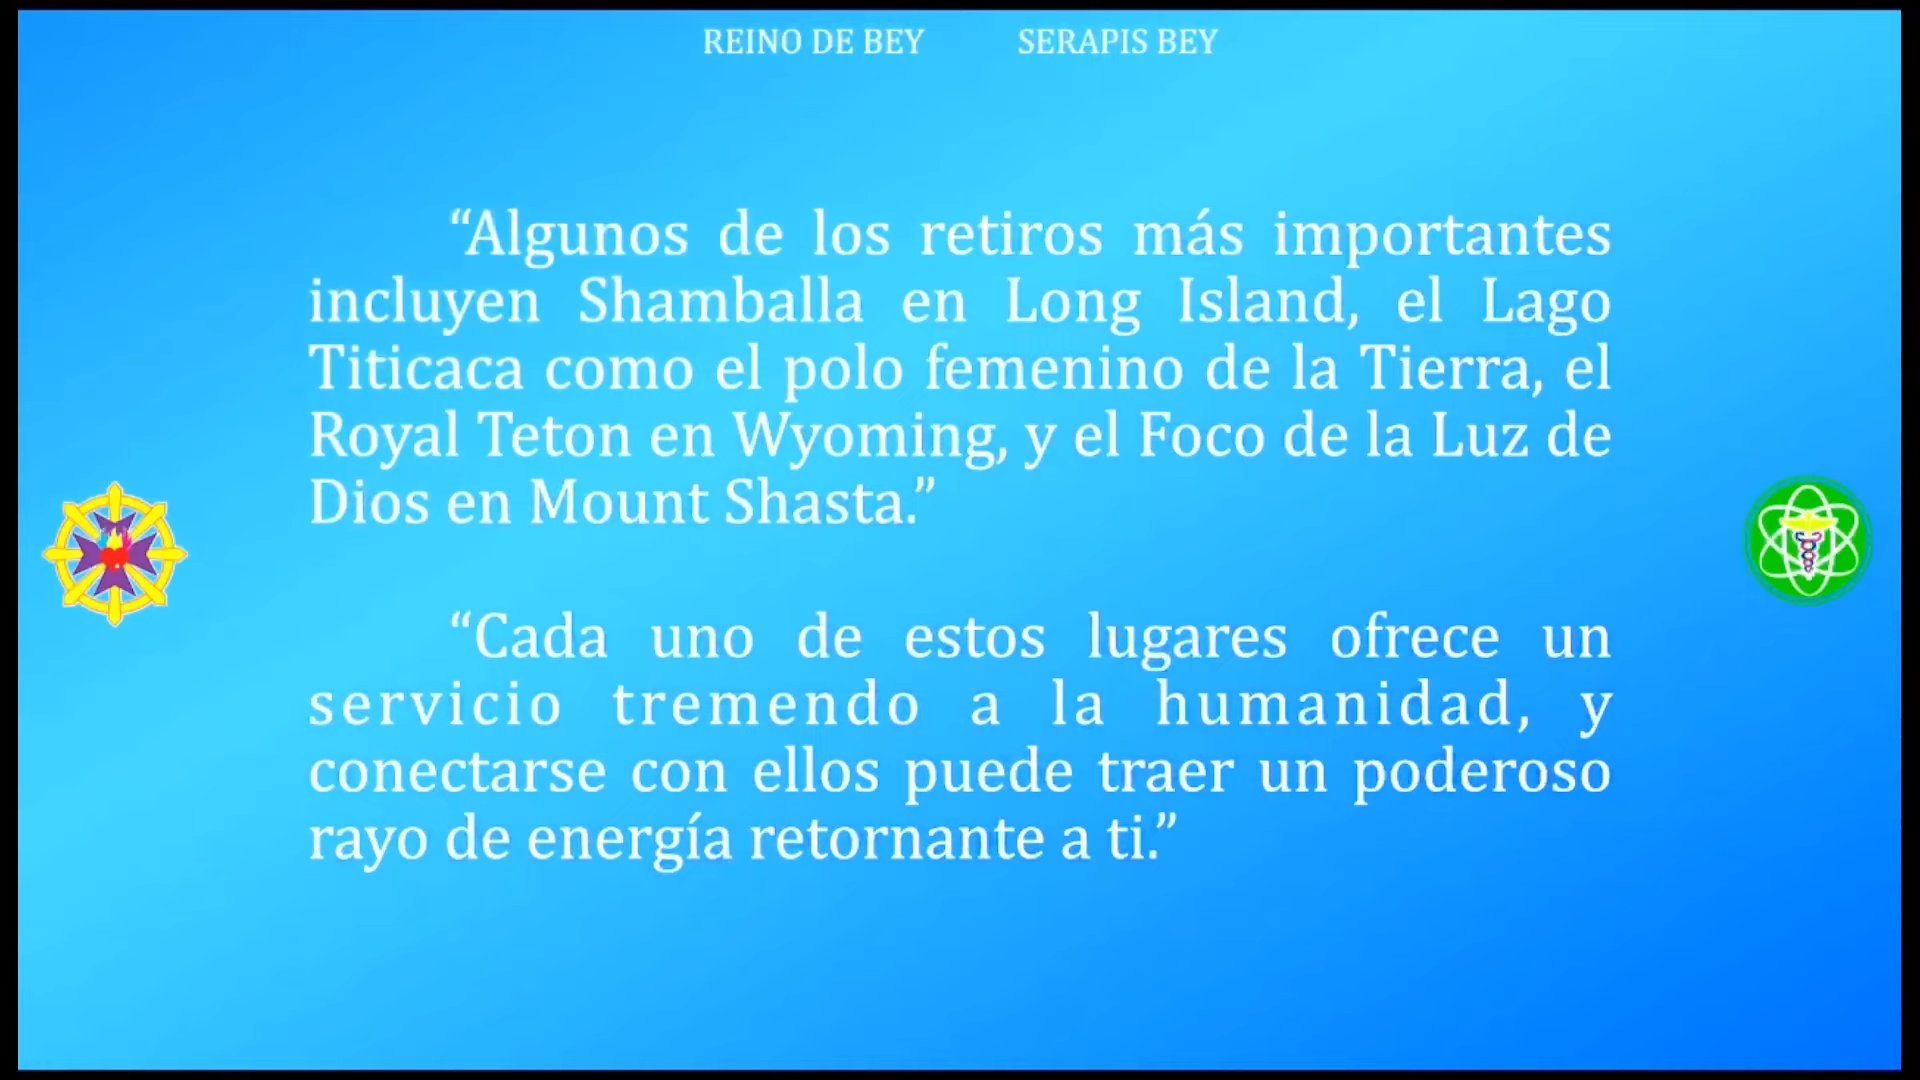 REINO DE BEY SERAPIS BEY
“Algunos de los retiros más importantes
incluyen Shamballa en Long Island, el Lago
Titicaca como el polo femenino de la Tierra, el
Royal Teton en Wyoming, y el Foco de la Luz de
Dios en Mount Shasta.”
“Cada uno de estos lugares ofrece un
servicio tremendo a la humanidad, y
conectarse con ellos puede traer un poderoso
rayo de energía retornante a ti.”